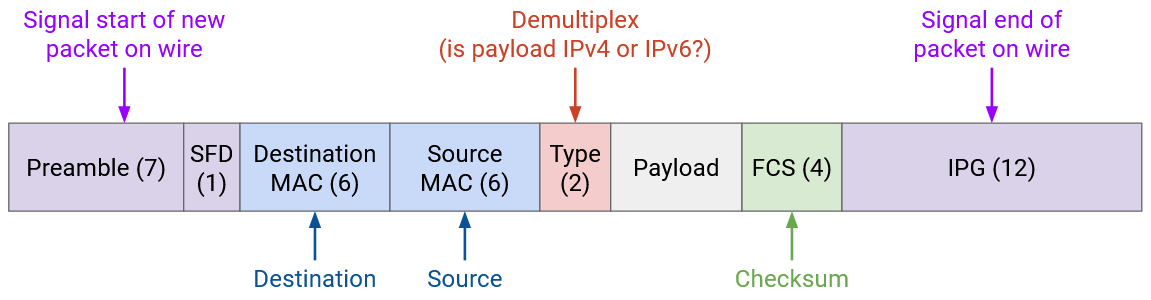 Signal start of new
packet on wire
Demultiplex
(is payload IPv4 or IPv6?)
Signal end of
packet on wire
Preamble (7)
SFD
(1)
Destination
MAC (6)
Source
MAC (6)
Type
(2)
Payload
FCS (4)
IPG (12)
Destination
Source
Checksum